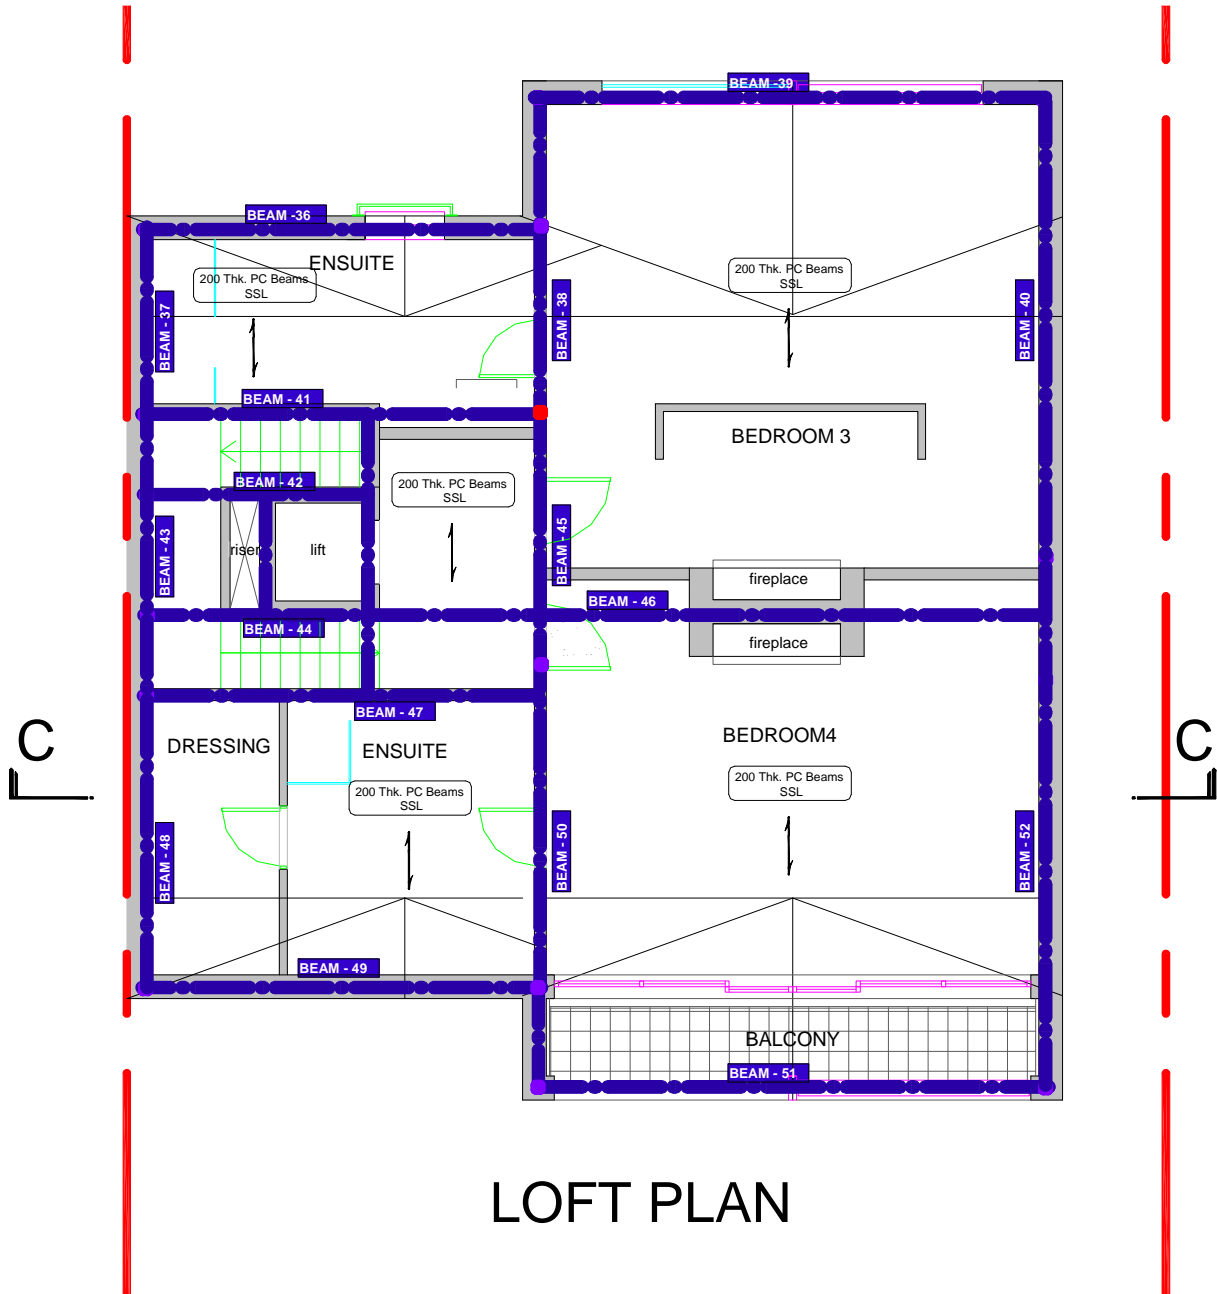 BEAM -39
BEAM -36
ENSUITE
200 Thk. PC Beams
SSL
200 Thk. PC Beams
SSL
BEAM -37
BEAM - 38
BEAM - 40
BEAM - 41
BEDROOM 3
BEAM - 42
200 Thk. PC Beams
SSL
BEAM - 43
riser
lift
BEAM - 45
fireplace
BEAM - 46
BEAM - 44
fireplace
BEAM - 47
C
DRESSING
ENSUITE
BEDROOM4
C
200 Thk. PC Beams
SSL
200 Thk. PC Beams
SSL
BEAM - 48
BEAM - 50
BEAM - 52
BEAM - 49
BALCONY
BEAM - 51
LOFT PLAN